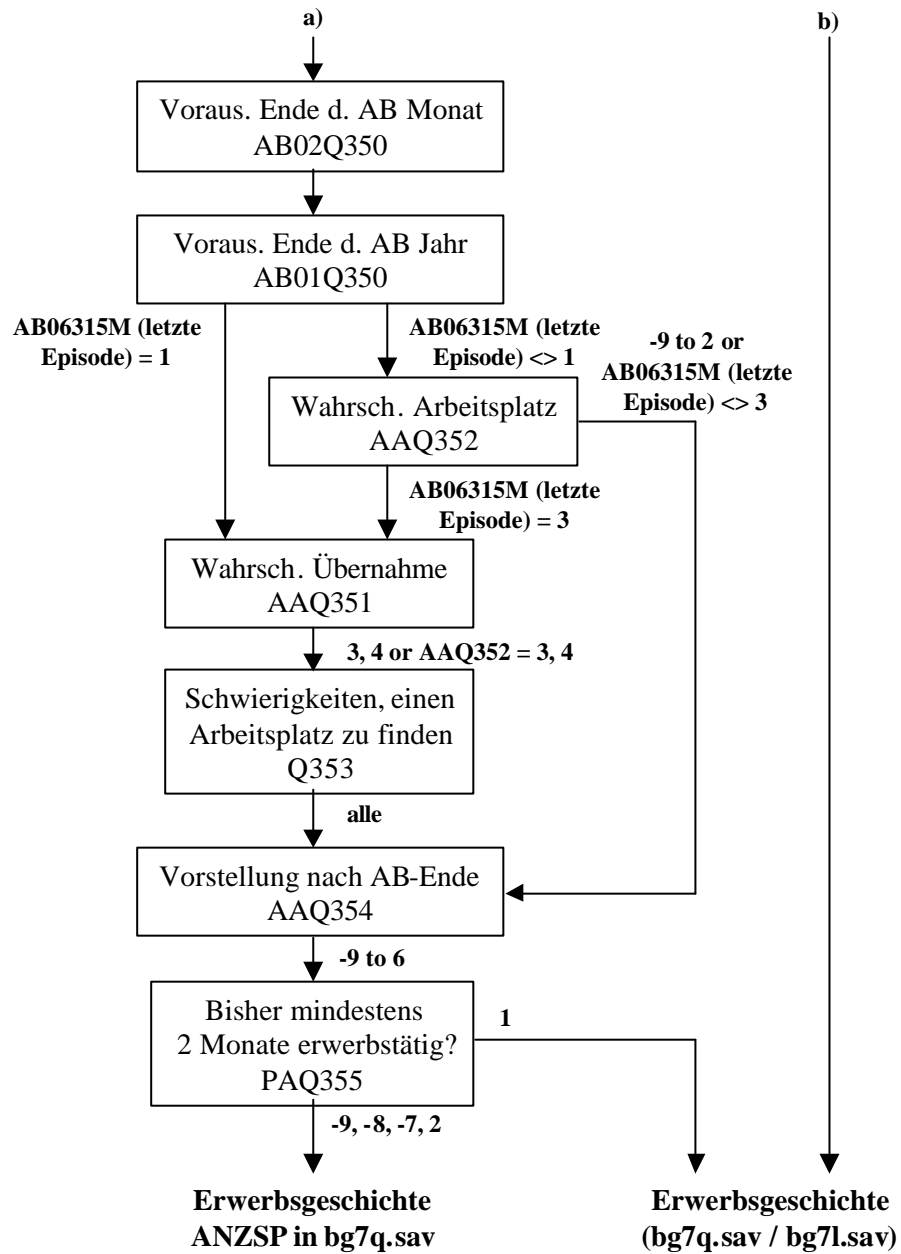 a)
b)
Voraus. Ende d. AB Monat
AB02Q350
Voraus. Ende d. AB Jahr
AB01Q350
AB06315M (letzte
Episode) = 1
AB06315M (letzte
Episode) <> 1
-9 to 2 or
AB06315M (letzte
Episode) <> 3
Wahrsch. Arbeitsplatz
AAQ352
AB06315M (letzte
Episode) = 3
Wahrsch. Übernahme
AAQ351
3, 4 or AAQ352 = 3, 4
Schwierigkeiten, einen
Arbeitsplatz zu finden
Q353
alle
Vorstellung nach AB-Ende
AAQ354
-9 to 6
Bisher mindestens
2 Monate erwerbstätig?
PAQ355
1
-9, -8, -7, 2
Erwerbsgeschichte
ANZSP in bg7q.sav
Erwerbsgeschichte
(bg7q.sav / bg7l.sav)